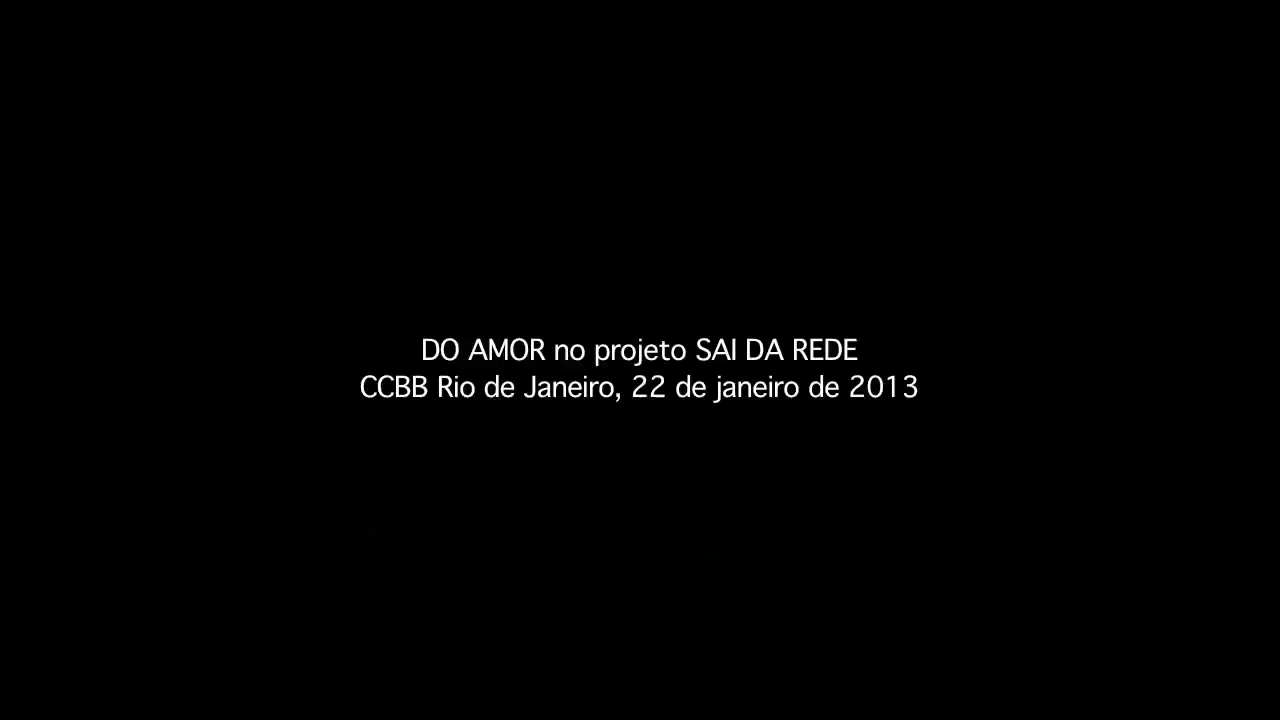 DO AMOR no projeto SAI DA REDE
CCBB Rio de Janeiro, 22 de janeiro de 2013